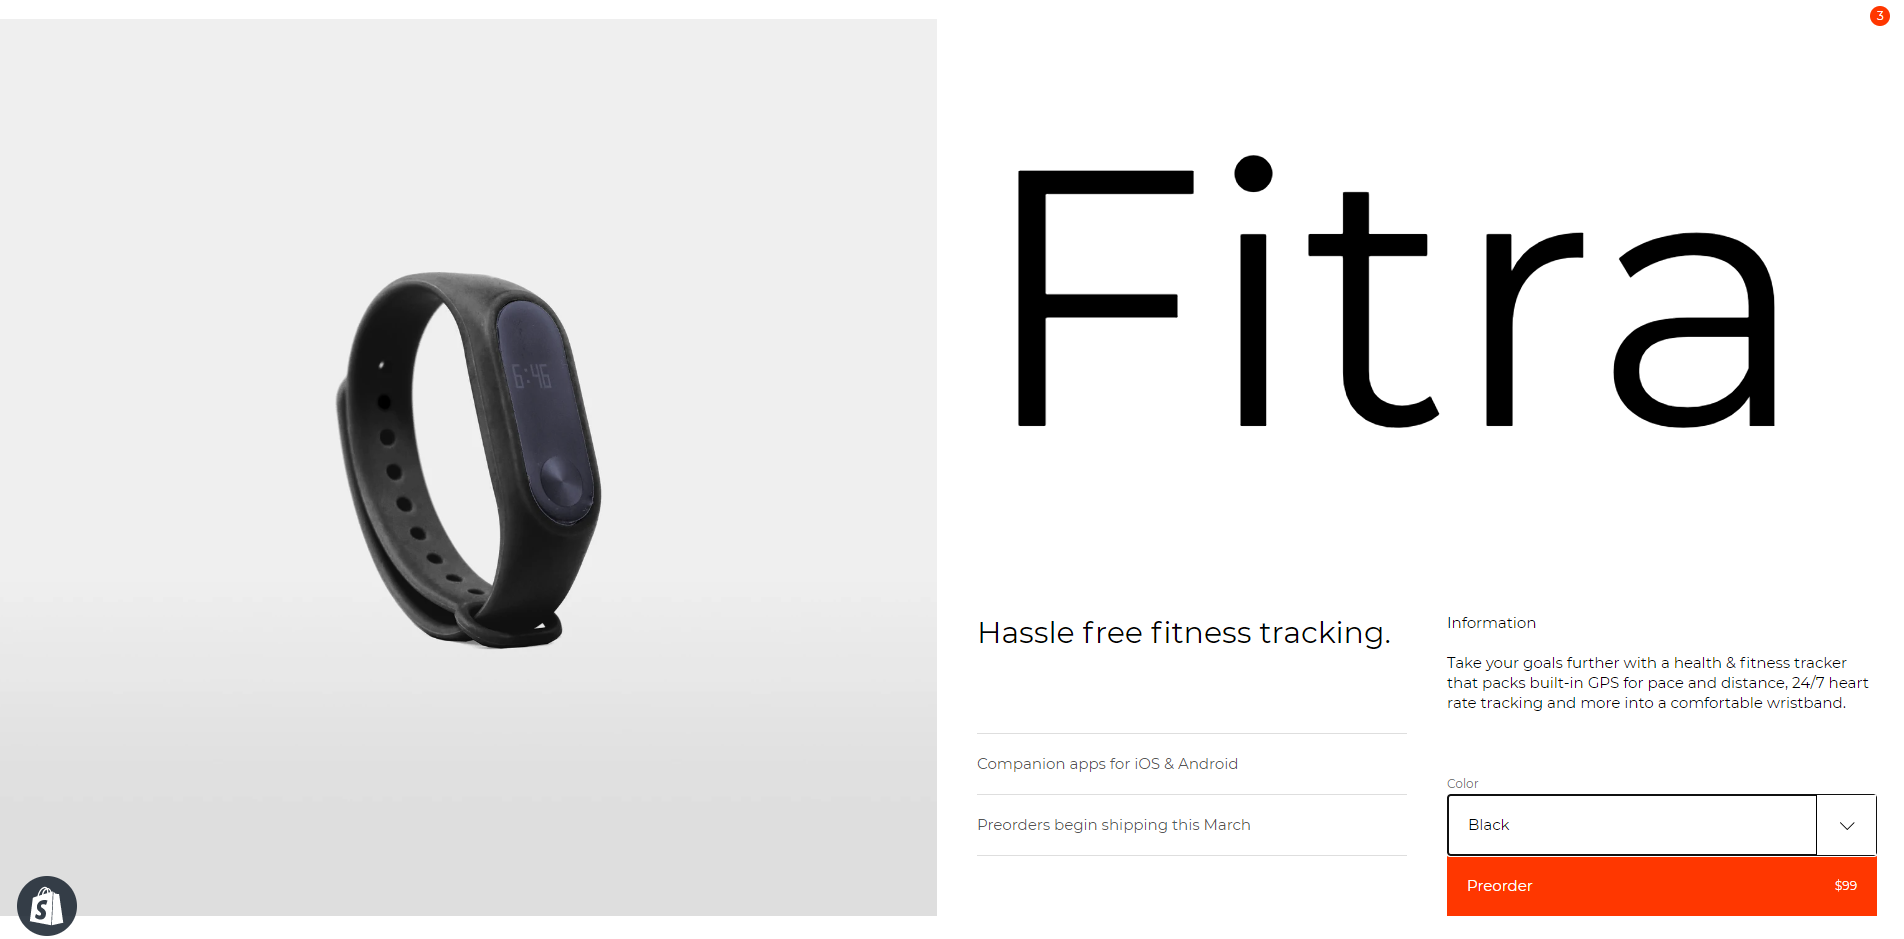 3
6:46
Fitra
Hassle free fitness tracking.
Companion apps for iOS & Android
Preorders begin shipping this March
Information
Take your goals further with a health & fitness tracker
that packs built-in GPS for pace and distance, 24/7 heart
rate tracking and more into a comfortable wristband.
Color
Black
Preorder $99
S